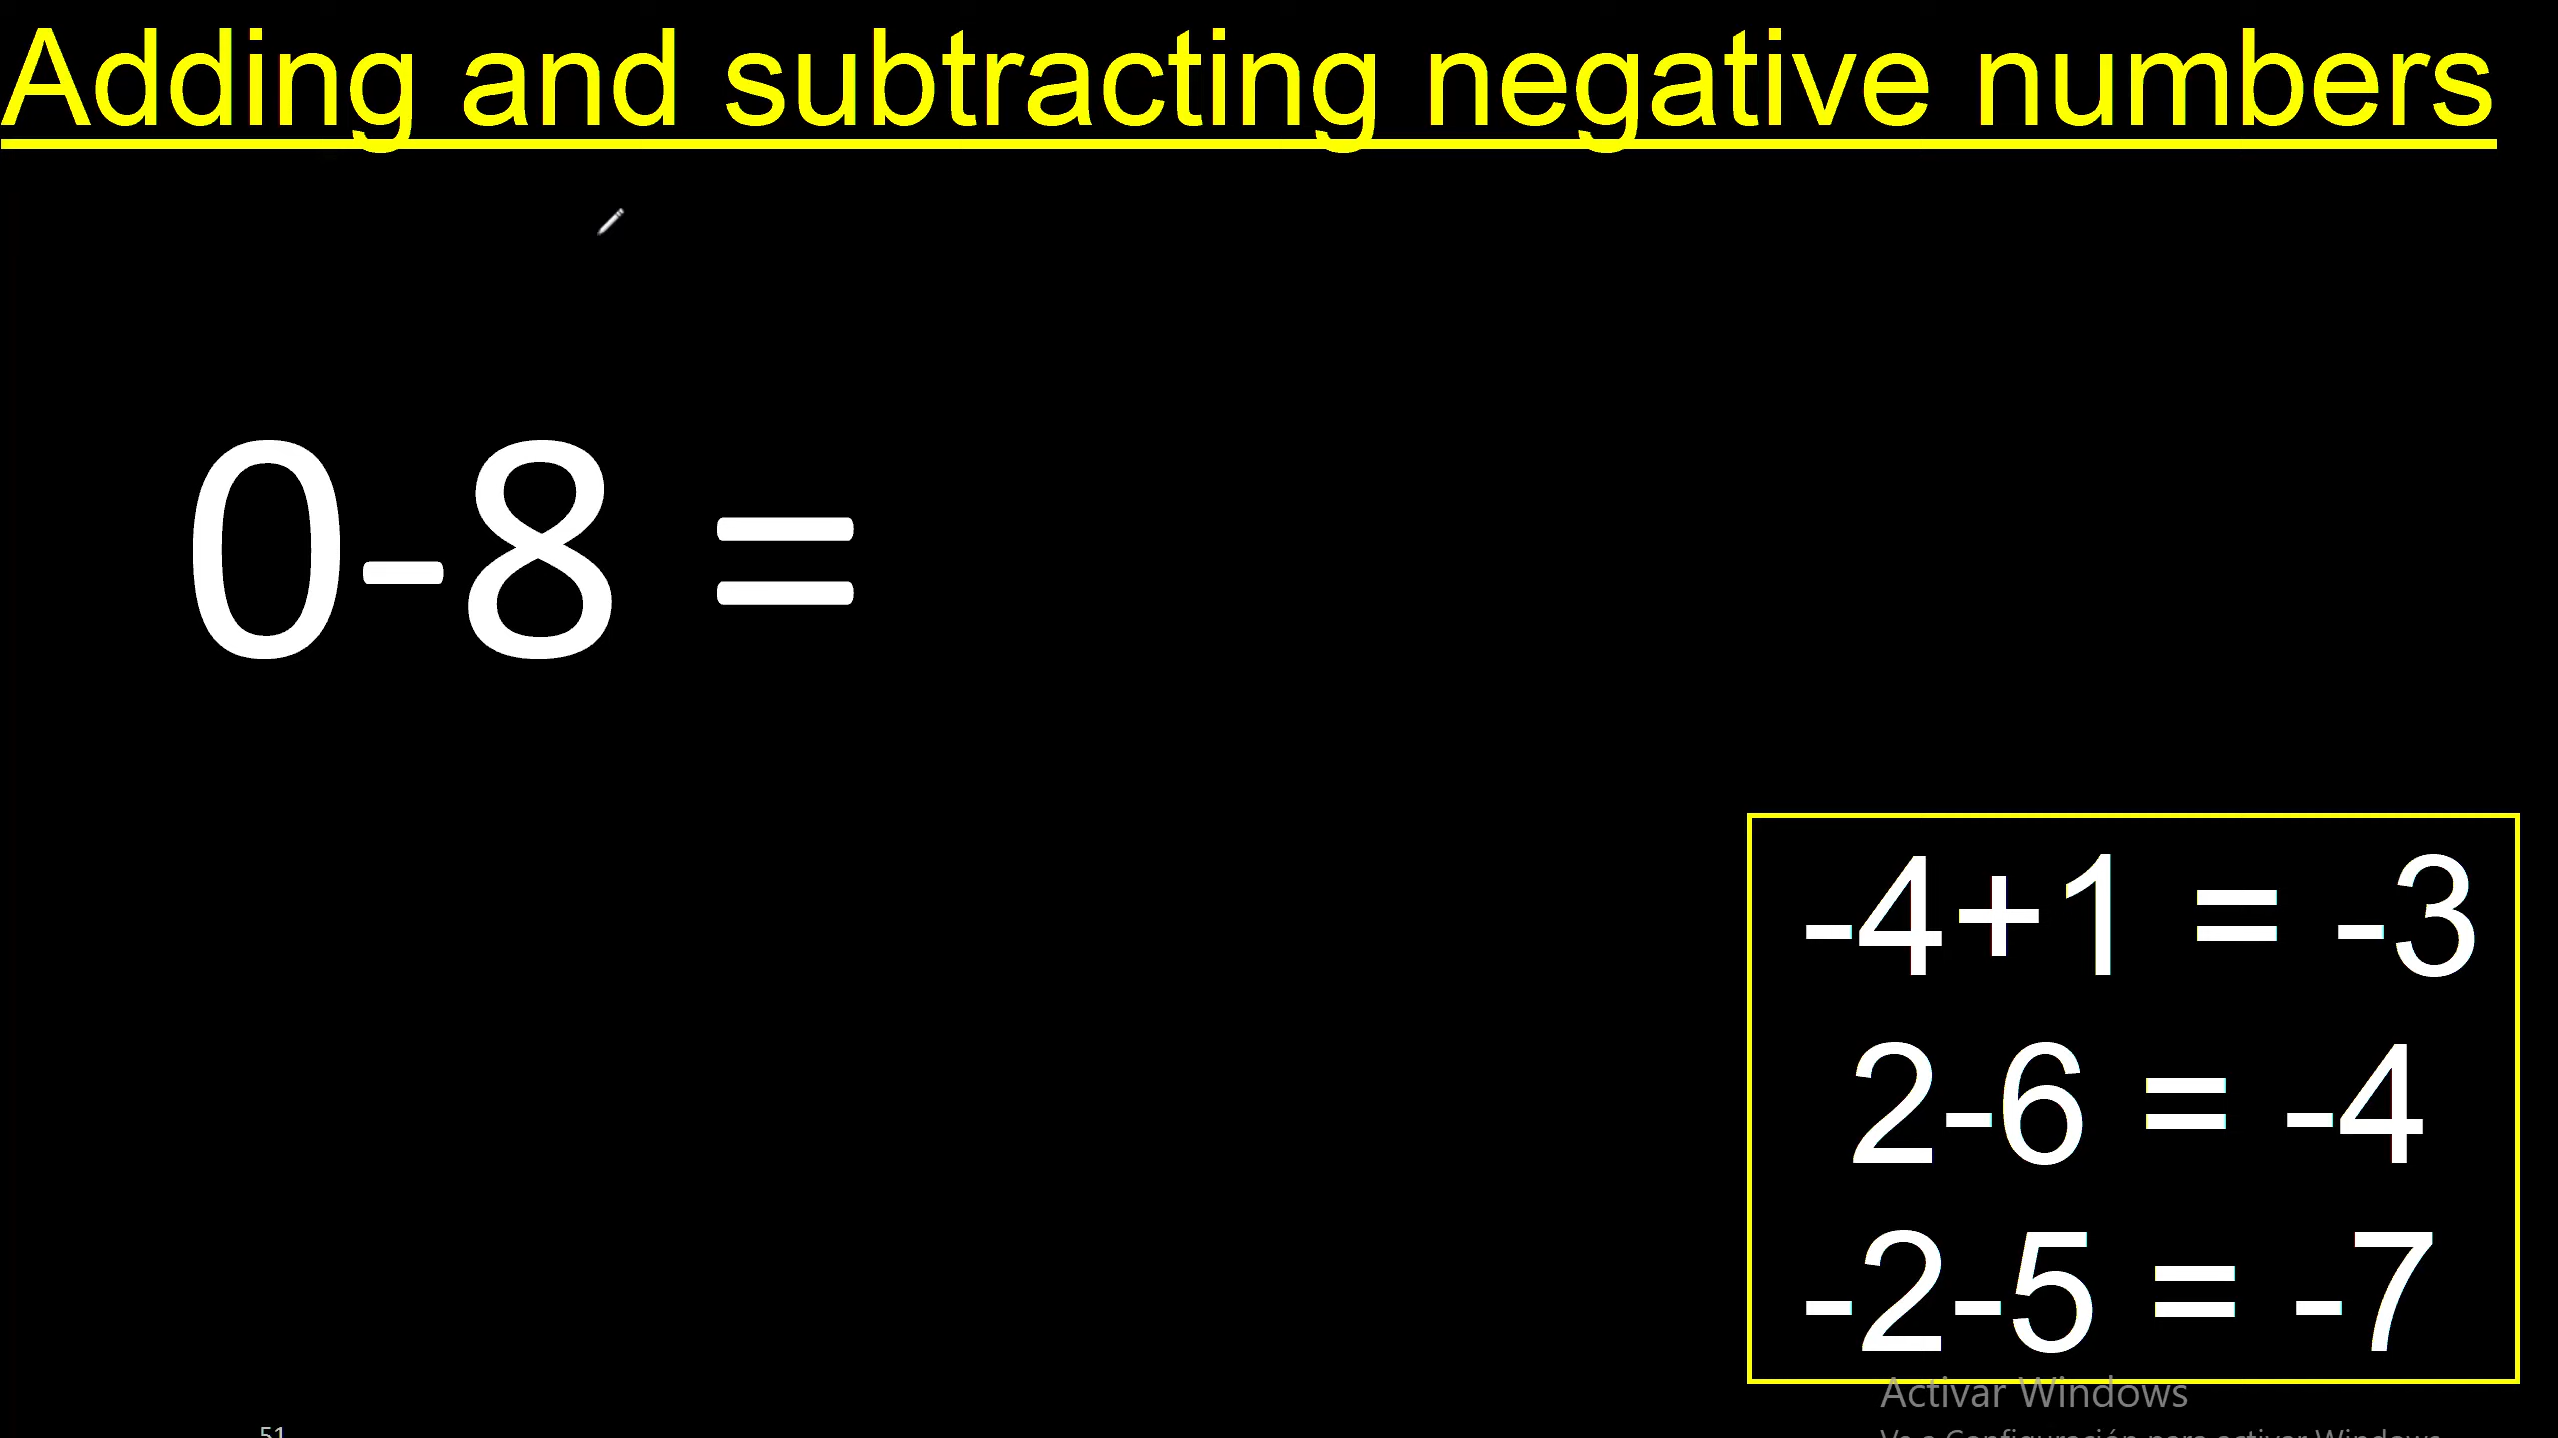 Adding and subtracting negative numbers
0-8 =
-4+1 = -3
2-6 = -4
-2-5 = -7
Activar Windows
Ve a Configuración para activar Windows.
51